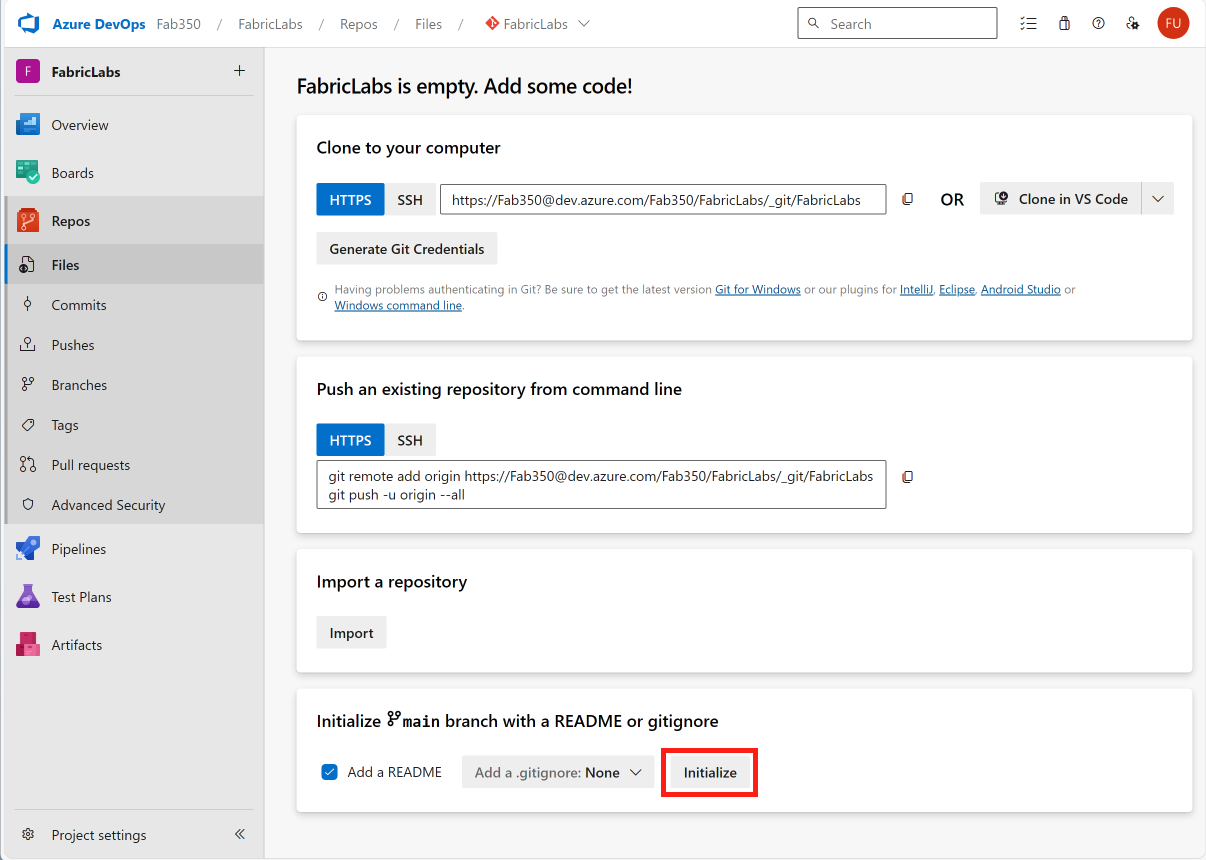 Azure DevOps Fab350 / FabricLabs / Repos / Files / FabricLabs
Search
FU
F FabricLabs
Overview
Boards
Repos
Files
Commits
Pushes
Branches
Tags
Pull requests
Advanced Security
Pipelines
Test Plans
Artifacts
Project settings
FabricLabs is empty. Add some code!
Clone to your computer
HTTPS SSH https://Fab350@dev.azure.com/Fab350/FabricLabs/_git/FabricLabs OR Clone in VS Code
Generate Git Credentials
Having problems authenticating in Git? Be sure to get the latest version Git for Windows or our plugins for IntelliJ, Eclipse, Android Studio or
Windows command line.
Push an existing repository from command line
HTTPS SSH
git remote add origin https://Fab350@dev.azure.com/Fab350/FabricLabs/_git/FabricLabs
git push -u origin --all
Import a repository
Import
Initialize main branch with a README or gitignore
Add a README Add a .gitignore: None Initialize